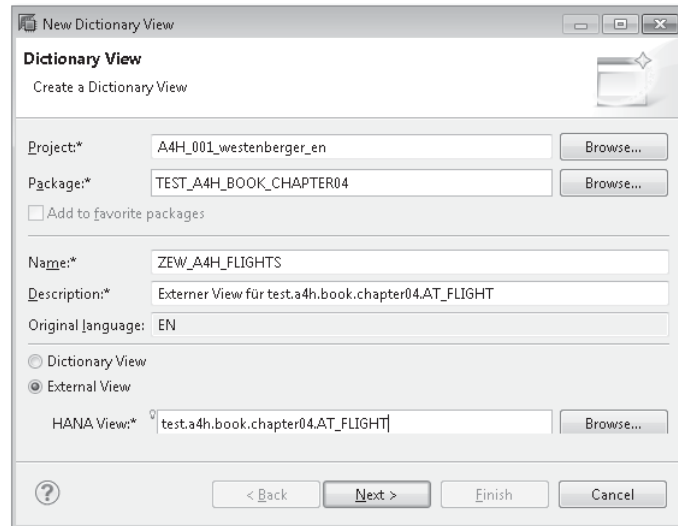 New Dictionary View
Dictionary View
Create a Dictionary View
Project:* A4H_001_westenberger_en Browse...
Package:* TEST_A4H_BOOK_CHAPTER04 Browse...
Add to favorite packages
Name:* ZEW_A4H_FLIGHTS
Description:* Externer View für test.a4h.book.chapter04.AT_FLIGHT
Original language: EN
Dictionary View
External View
HANA View:* test.a4h.book.chapter04.AT_FLIGHT Browse...
? < Back Next > Finish Cancel